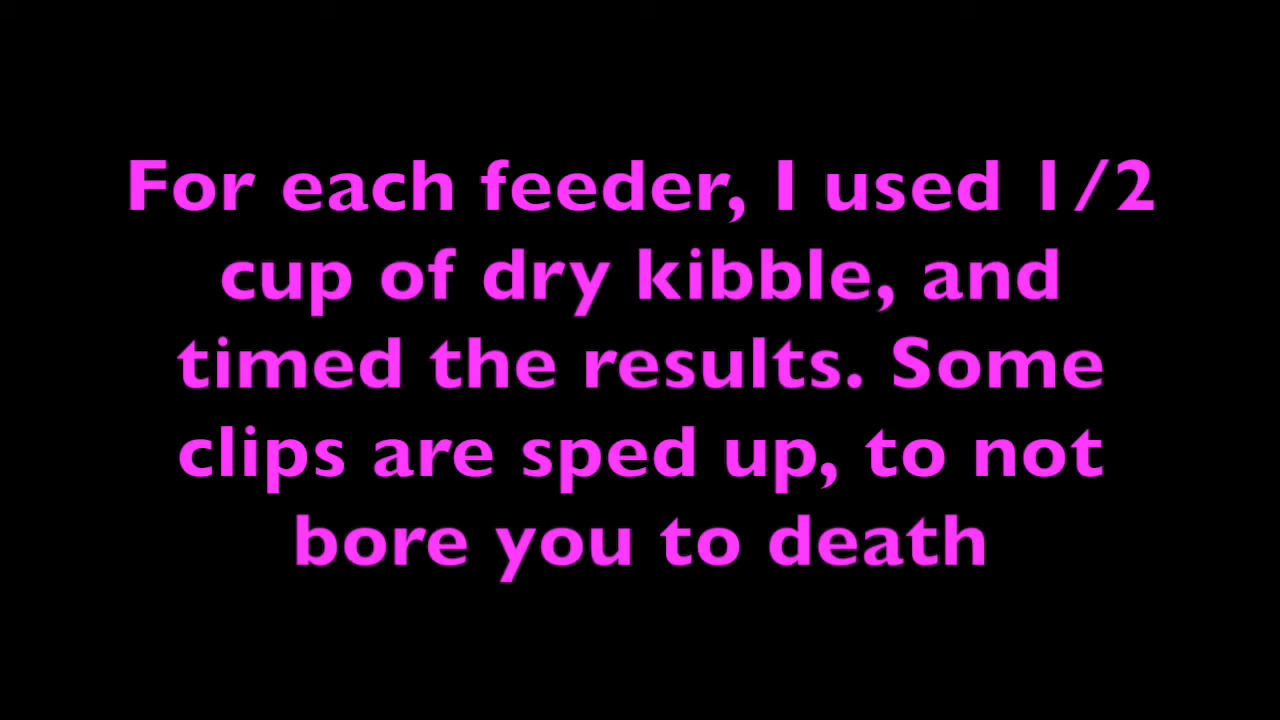 For each feeder, I used 1/2
cup of dry kibble, and
timed the results. Some
clips are sped up, to not
bore you to death